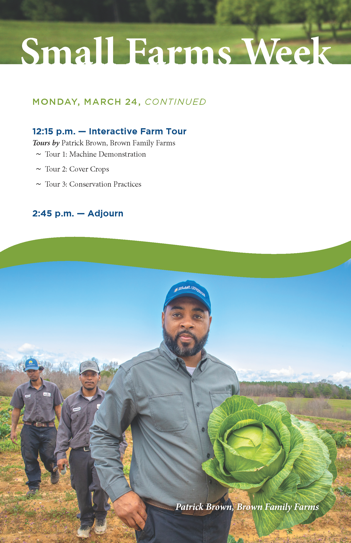 Small Farms Week
MONDAY, MARCH 24, CONTINUED
12:15 p.m. — Interactive Farm Tour
Tours by Patrick Brown, Brown Family Farms
~ Tour 1: Machine Demonstration
~ Tour 2: Cover Crops
~ Tour 3: Conservation Practices
2:45 p.m. — Adjourn
Patrick Brown, Brown Family Farms